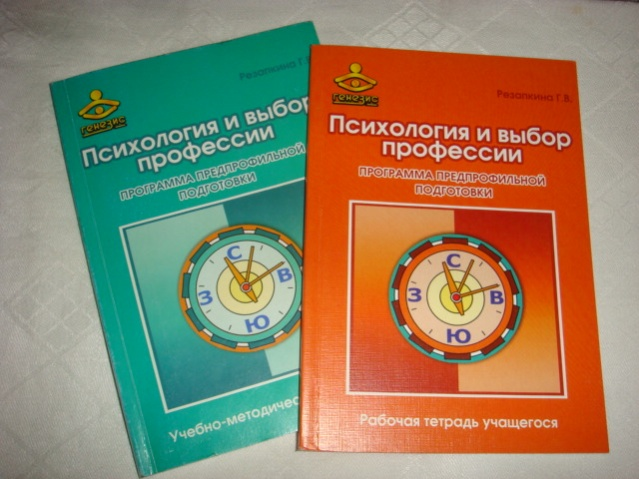 Резапкина Г.
генезис
Психология и выбор
профессии
ПРОГРАММА ПРЕДПРОФИЛЬНОЙ
ПОДГОТОВКИ
С
З
В
Ю
Учебно-методическ
Резапкина Г.В.
генезис
Психология и выбор
профессии
ПРОГРАММА ПРЕДПРОФИЛЬНОЙ
ПОДГОТОВКИ
С
З
В
Ю
Рабочая тетрадь учащегося